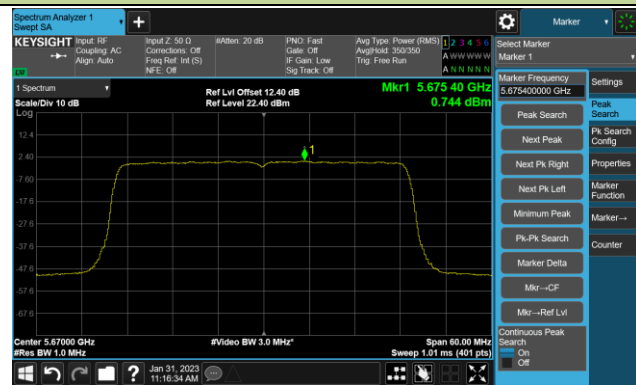 Spectrum Analyzer 1
Swept SA
Marker
KEYSIGHT
Input: RF
Coupling: AC
Align: Auto
Input Z: 50 Ω
Corrections: Off
Freq Ref: Int (S)
NFE: Off
#Atten: 20 dB
PNO: Fast
Gate: Off
IF Gain: Low
Sig Track: Off
Avg Type: Power (RMS)
Avg|Hold: 350/350
Trig: Free Run
1 2 3 4 5 6
A W W W W W
A N N N N N
Select Marker
Marker 1
1 Spectrum
Scale/Div 10 dB
Log
Ref Lvl Offset 12.40 dB
Ref Level 22.40 dBm
Mkr1 5.675 40 GHz
0.744 dBm
1
12.4
2.40
-7.60
-17.6
-27.6
-37.6
-47.6
-57.6
-67.6
Center 5.67000 GHz
#Res BW 1.0 MHz
#Video BW 3.0 MHz*
Span 60.00 MHz
Sweep 1.01 ms (401 pts)
Marker Frequency
5.675400000 GHz
Peak Search
Next Peak
Next Pk Right
Next Pk Left
Minimum Peak
Pk-Pk Search
Marker Delta
Mkr→CF
Mkr→Ref Lvl
Continuous Peak
Search
On
Off
Settings
Peak
Search
Pk Search
Config
Properties
Marker
Function
Marker→
Counter
?
Jan 31, 2023
11:16:34 AM